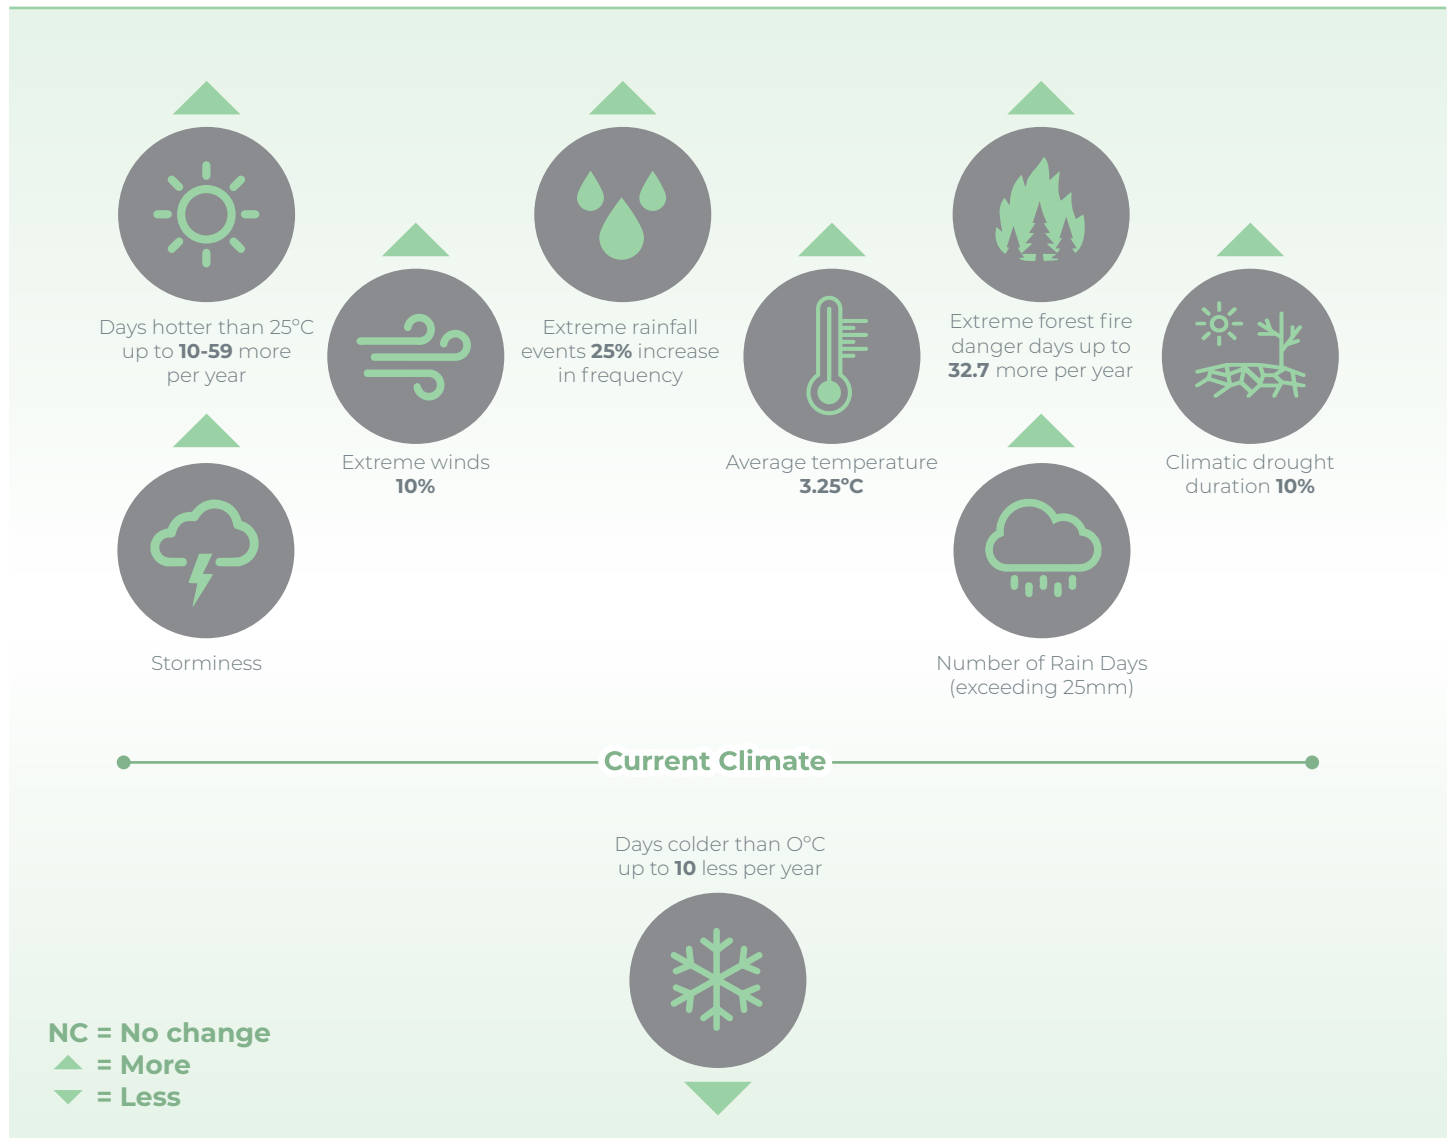 Days hotter than 25ºC
up to 10-59 more
per year
Extreme winds
10%
Extreme rainfall
events 25% increase
in frequency
Average temperature
3.25ºC
Extreme forest fire
danger days up to
32.7 more per year
Climatic drought
duration 10%
Storminess
Number of Rain Days
(exceeding 25mm)
Current Climate
Days colder than OºC
up to 10 less per year
NC = No change
= More
= Less